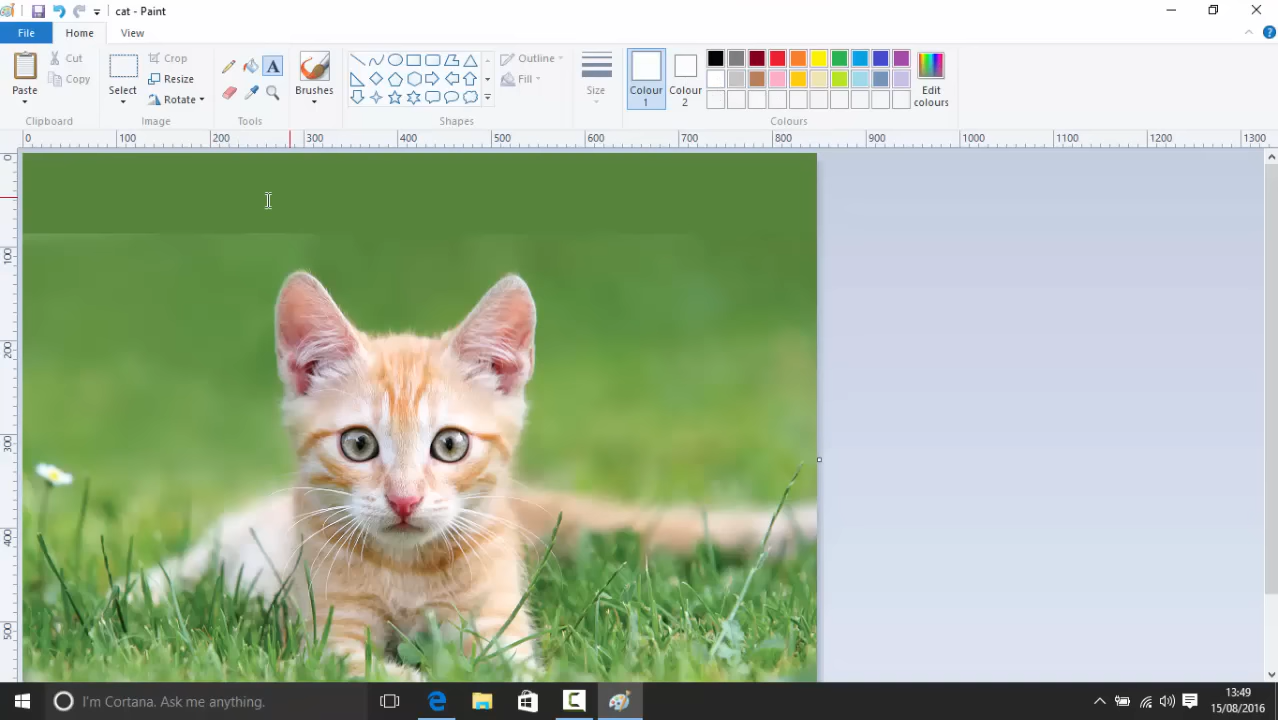 cat - Paint
File Home View
Paste
Cut
Copy
Clipboard
Select
Crop
Resize
Rotate
Image
A
Tools
Brushes
Outline
Fill
Shapes
Size
Colour 1
Colour 2
Edit colours
Colours
0 100 200 300 400 500 600 700 800 900 1000 1100 1200 1300
0
100
200
300
400
500
I'm Cortana. Ask me anything.
13:49
15/08/2016